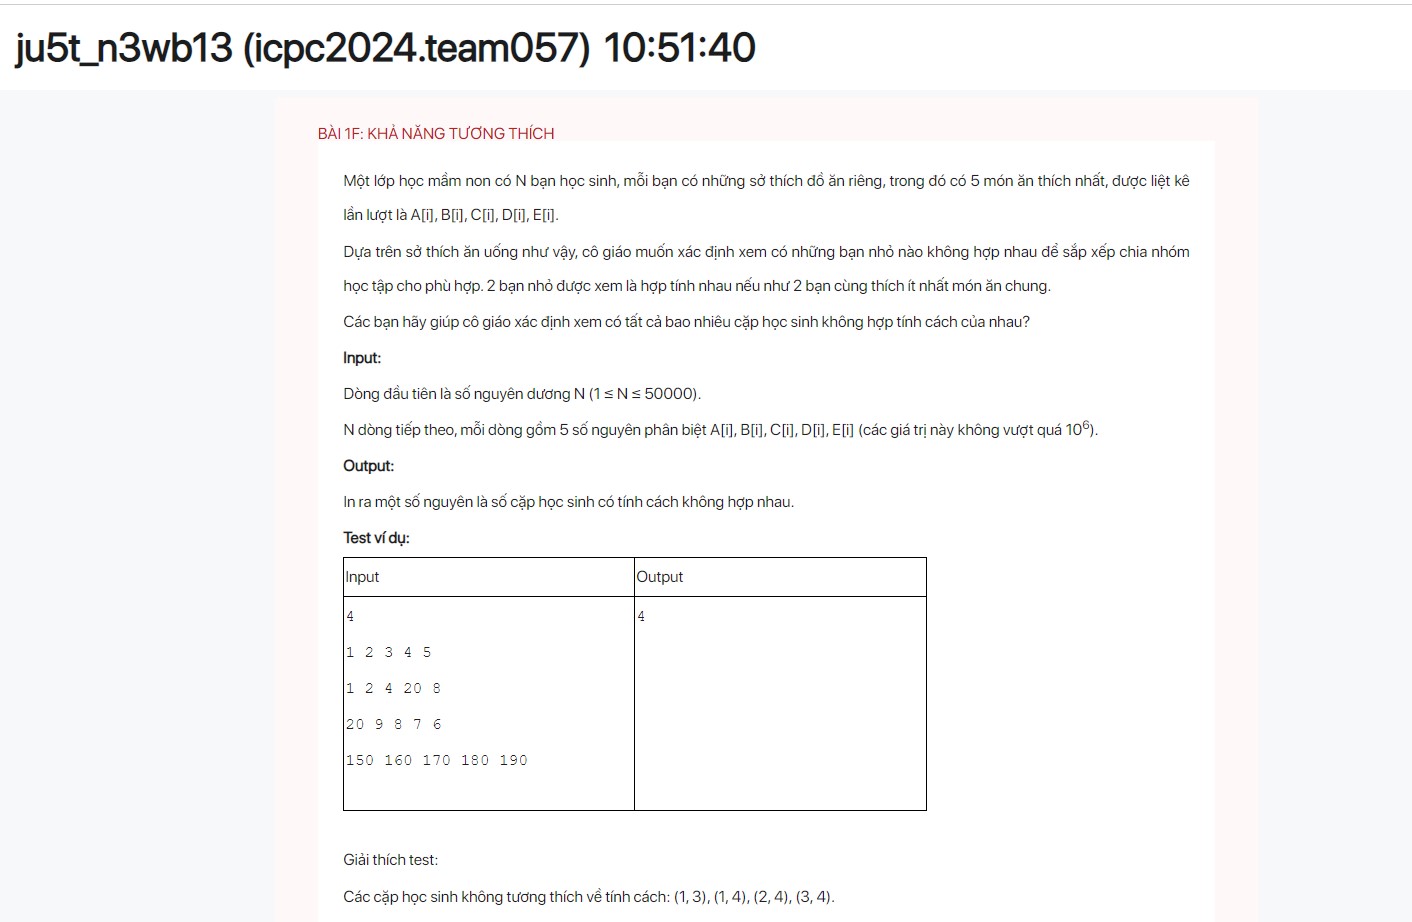 ju5t_n3wb13 (icpc2024.team057) 10:51:40
BÀI 1F: KHẢ NĂNG TƯƠNG THÍCH
Một lớp học mầm non có N bạn học sinh, mỗi bạn có những sở thích đồ ăn riêng, trong đó có 5 món ăn thích nhất, được liệt kê
lần lượt là A[i], B[i], C[i], D[i], E[i].
Dựa trên sở thích ăn uống như vậy, cô giáo muốn xác định xem có những bạn nhỏ nào không hợp nhau để sắp xếp chia nhóm
học tập cho phù hợp. 2 bạn nhỏ được xem là hợp tính nhau nếu như 2 bạn cùng thích ít nhất món ăn chung.
Các bạn hãy giúp cô giáo xác định xem có tất cả bao nhiêu cặp học sinh không hợp tính cách của nhau?
Input:
Dòng đầu tiên là số nguyên dương N (1 ≤ N ≤ 50000).
N dòng tiếp theo, mỗi dòng gồm 5 số nguyên phân biệt A[i], B[i], C[i], D[i], E[i] (các giá trị này không vượt quá 10⁶).
Output:
In ra một số nguyên là số cặp học sinh có tính cách không hợp nhau.
Test ví dụ:
Input Output
4 4
1 2 3 4 5
1 2 4 20 8
20 9 8 7 6
150 160 170 180 190
Giải thích test:
Các cặp học sinh không tương thích về tính cách: (1, 3), (1, 4), (2, 4), (3, 4).